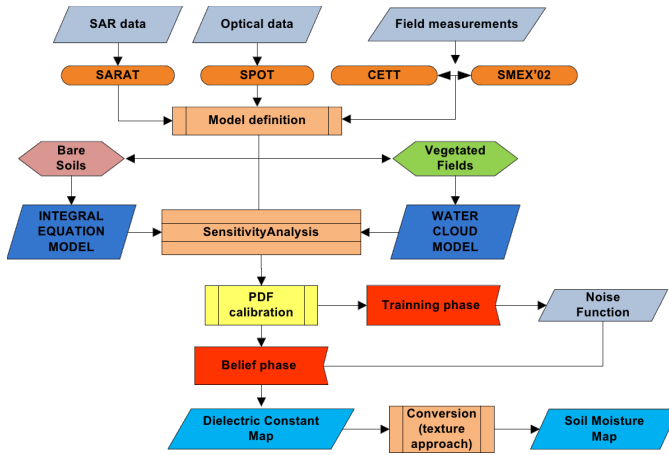 SAR data
Optical data
Field measurements
SARAT
SPOT
CETT
SMEX'02
Model definition
Bare
Soils
Vegetated
Fields
INTEGRAL
EQUATION
MODEL
SensitivityAnalysis
WATER
CLOUD
MODEL
PDF
calibration
Trainning phase
Noise
Function
Belief phase
Dielectric Constant
Map
Conversion
(texture
approach)
Soil Moisture
Map